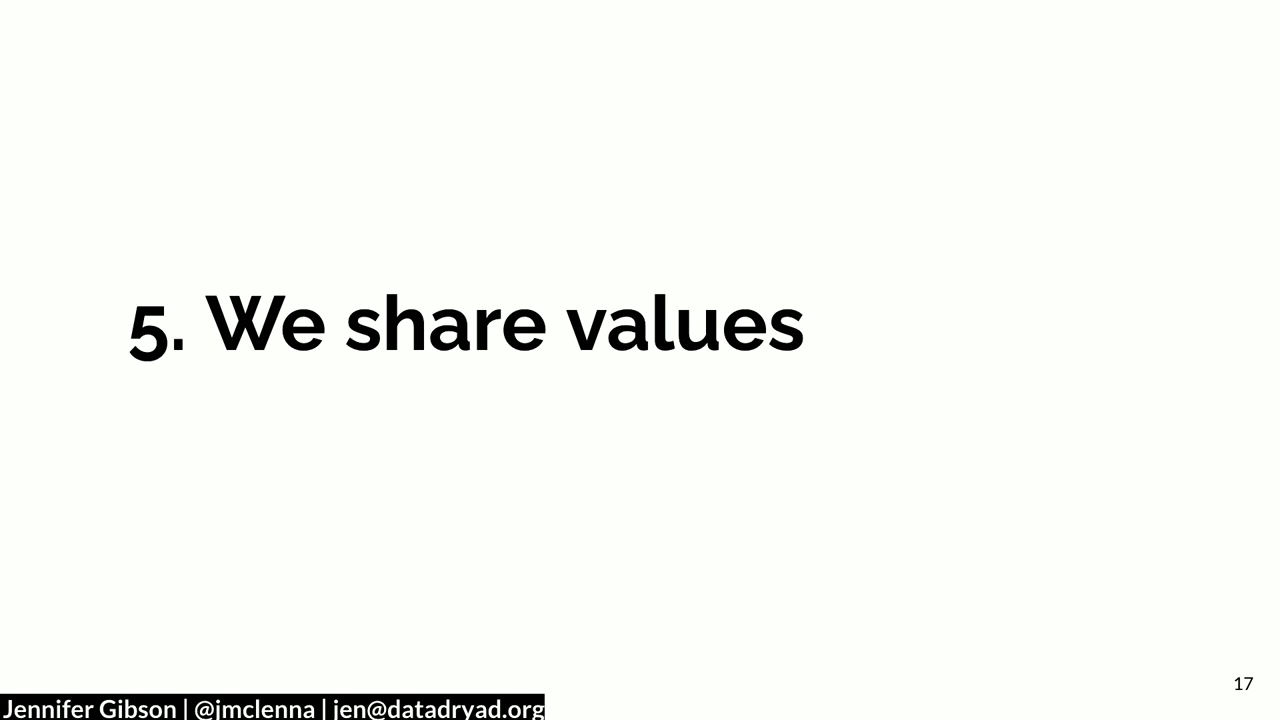 5. We share values
17
Jennifer Gibson | @jmclenna | jen@datadryad.org